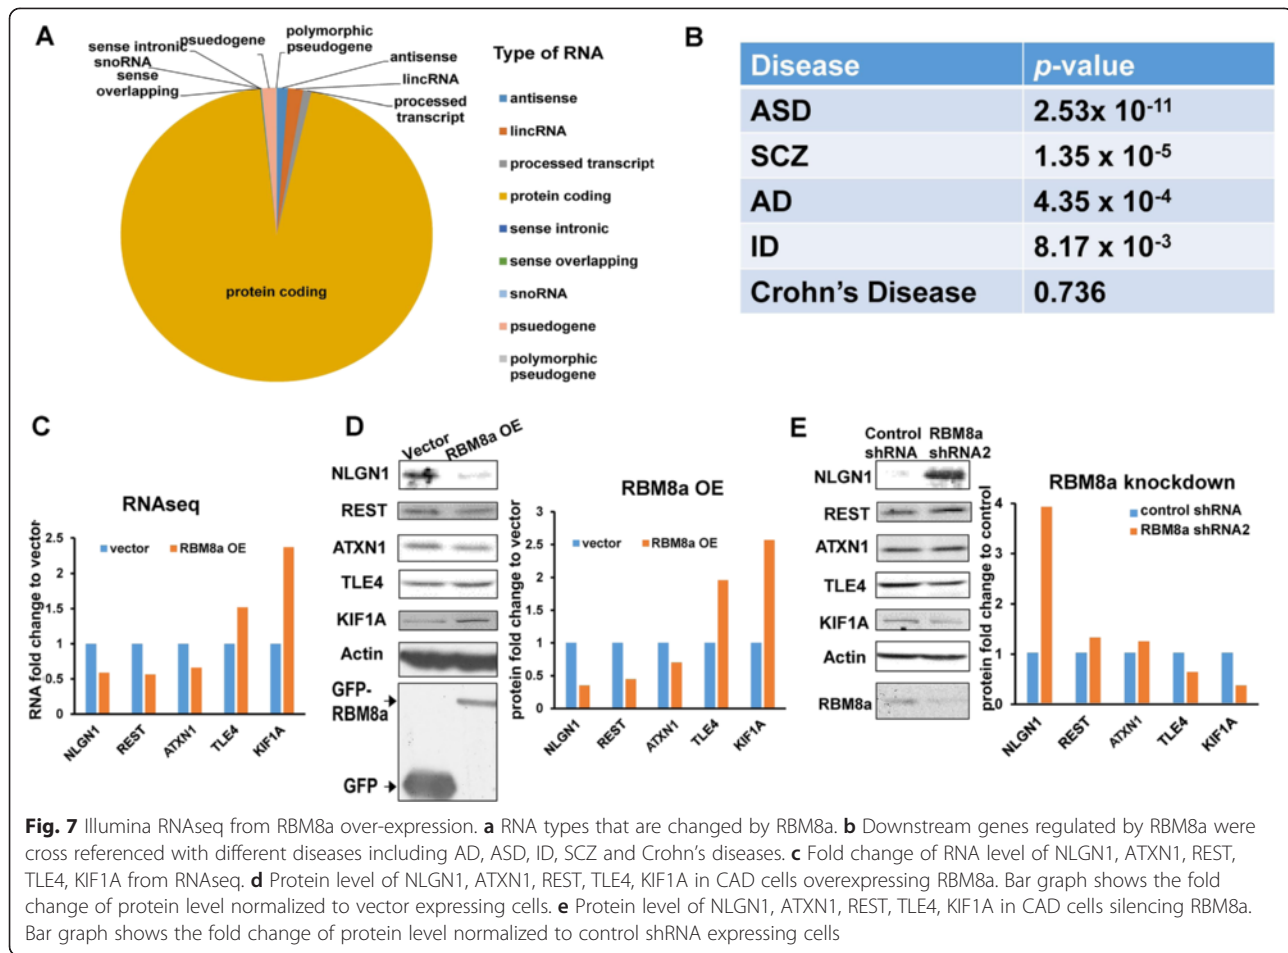 A
sense intronic
psuedogene
polymorphic
pseudogene
snoRNA
sense
overlapping
antisense
lincRNA
processed
transcript
protein coding
Type of RNA
antisense
lincRNA
processed transcript
protein coding
sense intronic
sense overlapping
snoRNA
psuedogene
polymorphic
pseudogene
B
Disease p-value
ASD 2.53x 10-11
SCZ 1.35 x 10-5
AD 4.35 x 10-4
ID 8.17 x 10-3
Crohn's Disease 0.736
C
RNAseq
vector RBM8a OE
RNA fold change to vector
2.5
2
1.5
1
0.5
0
NLGN1 REST ATXN1 TLE4 KIF1A
D
Vector RBM8a OE
NLGN1
REST
ATXN1
TLE4
KIF1A
Actin
GFP-
RBM8a
GFP
RBM8a OE
vector RBM8a OE
protein fold change to vector
3
2.5
2
1.5
1
0.5
0
NLGN1 REST ATXN1 TLE4 KIF1A
E
Control RBM8a
shRNA shRNA2
NLGN1
REST
ATXN1
TLE4
KIF1A
Actin
RBM8a
RBM8a knockdown
control shRNA
RBM8a shRNA2
protein fold change to control
4
2
0
NLGN1 REST ATXN1 TLE4 KIF1A
Fig. 7 Illumina RNAseq from RBM8a over-expression. a RNA types that are changed by RBM8a. b Downstream genes regulated by RBM8a were
cross referenced with different diseases including AD, ASD, ID, SCZ and Crohn's diseases. c Fold change of RNA level of NLGN1, ATXN1, REST,
TLE4, KIF1A from RNAseq. d Protein level of NLGN1, ATXN1, REST, TLE4, KIF1A in CAD cells overexpressing RBM8a. Bar graph shows the fold
change of protein level normalized to vector expressing cells. e Protein level of NLGN1, ATXN1, REST, TLE4, KIF1A in CAD cells silencing RBM8a.
Bar graph shows the fold change of protein level normalized to control shRNA expressing cells